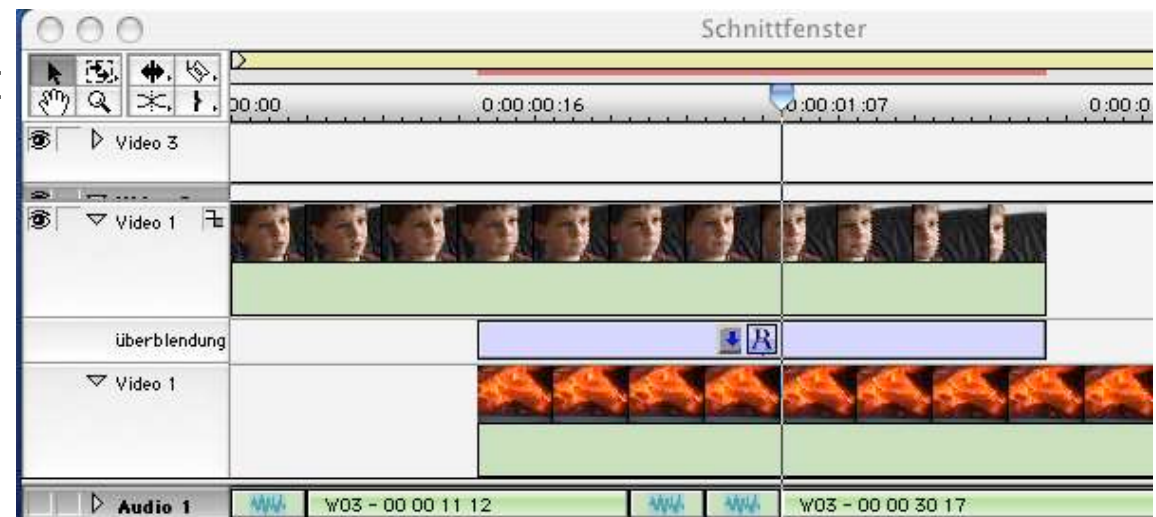 Schnittfenster
00:00 0:00:00:16 0:00:01:07 0:00:0
Video 3
Video 1
überblendung
Video 1
Audio 1 W03 - 00 00 11 12 W03 - 00 00 30 17